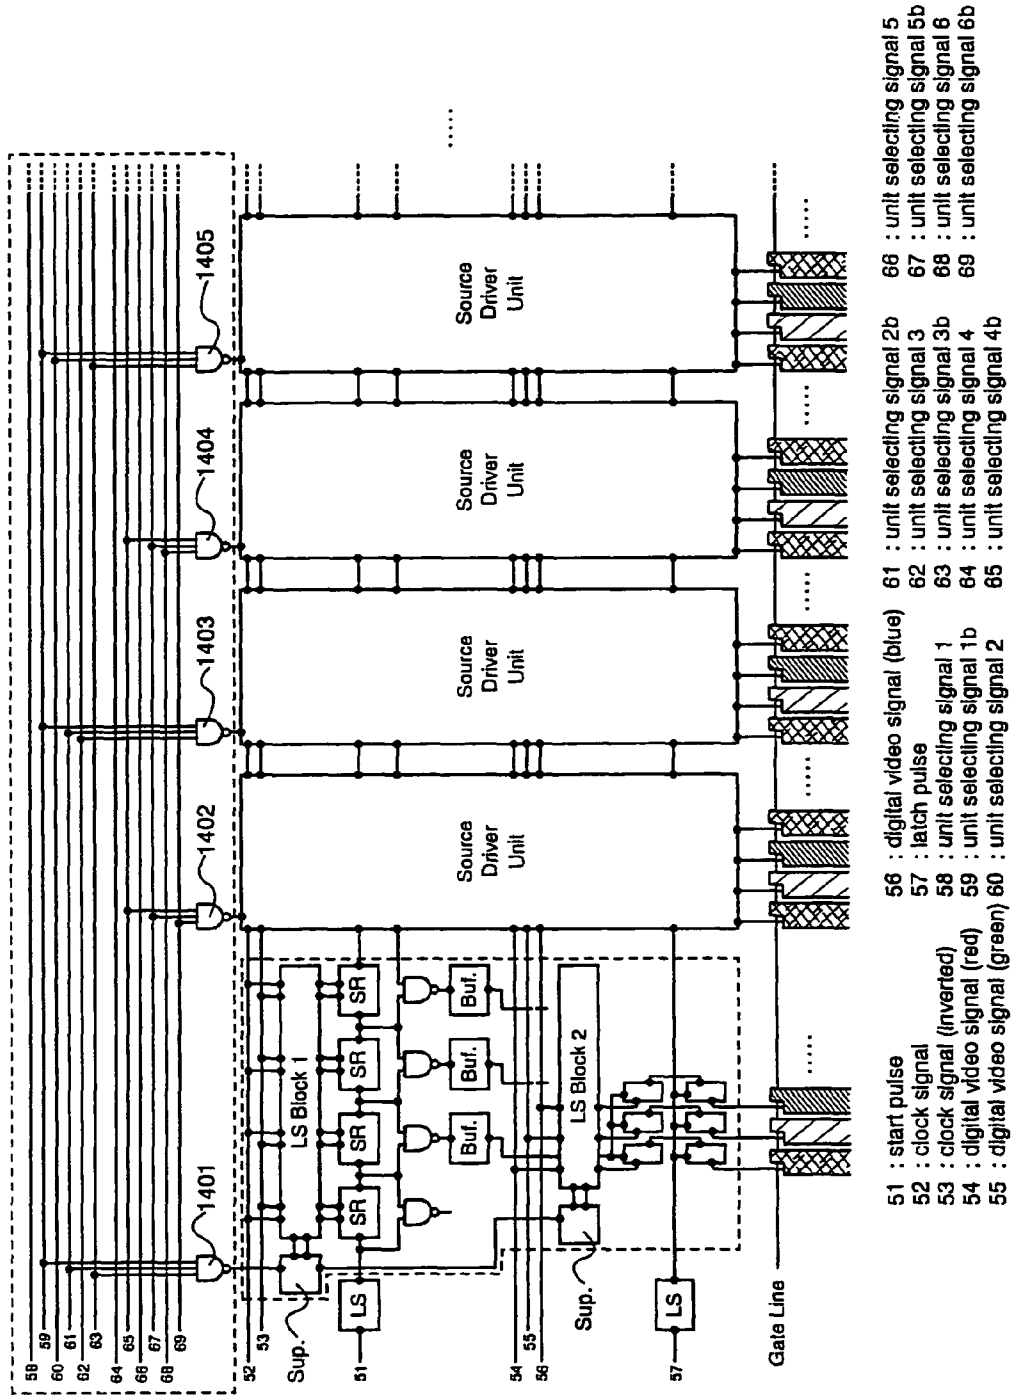 58
59
60
61
62
63
64
65
66
67
68
69
1401
1402
1403
1404
1405
52
53
Sup.
LS Block 1
51
LS
SR
SR
SR
SR
Buf.
Buf.
Buf.
54
55
56
Sup.
LS Block 2
57
LS
Gate Line
Source
Driver
Unit
Source
Driver
Unit
Source
Driver
Unit
Source
Driver
Unit
.....
.....
.....
.....
.....
.....
51 : start pulse
52 : clock signal
53 : clock signal (inverted)
54 : digital video signal (red)
55 : digital video signal (green)
56 : digital video signal (blue)
57 : latch pulse
58 : unit selecting signal 1
59 : unit selecting signal 1b
60 : unit selecting signal 2
61 : unit selecting signal 2b
62 : unit selecting signal 3
63 : unit selecting signal 3b
64 : unit selecting signal 4
65 : unit selecting signal 4b
66 : unit selecting signal 5
67 : unit selecting signal 5b
68 : unit selecting signal 6
69 : unit selecting signal 6b